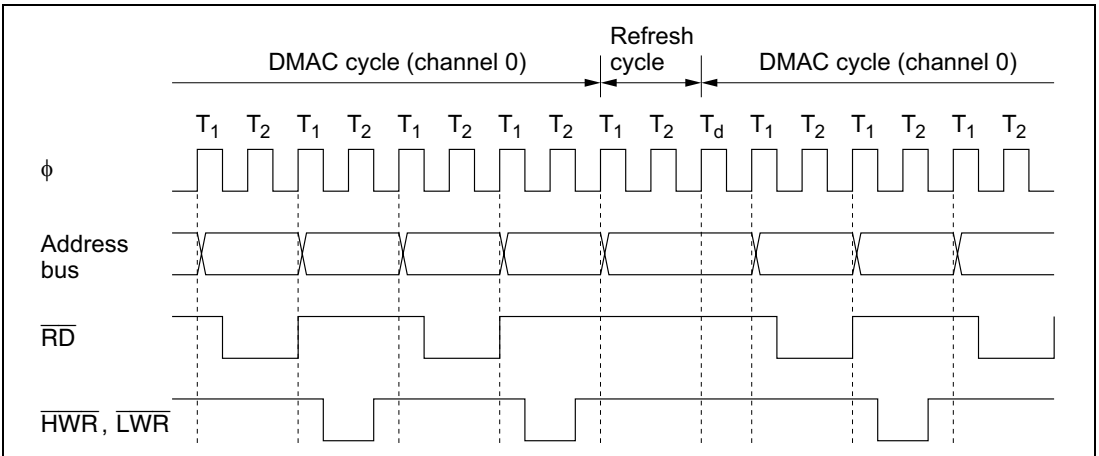 Refresh
DMAC cycle (channel 0) cycle DMAC cycle (channel 0)
T1 T2 T1 T2 T1 T2 T1 T2 T1 T2 Td T1 T2 T1 T2 T1 T2
ϕ
Address
bus
RD
HWR, LWR